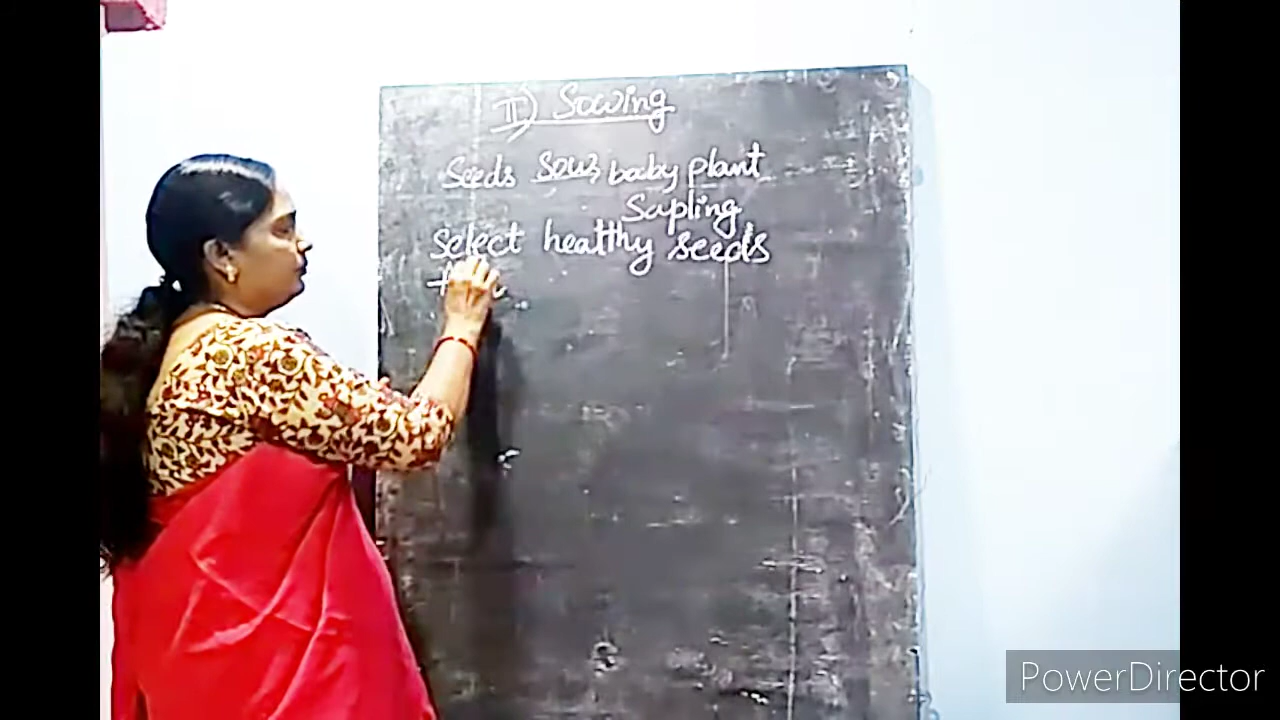 II) Sowing
Seeds sow, baby plant
Sapling
select healthy seeds
PowerDirector